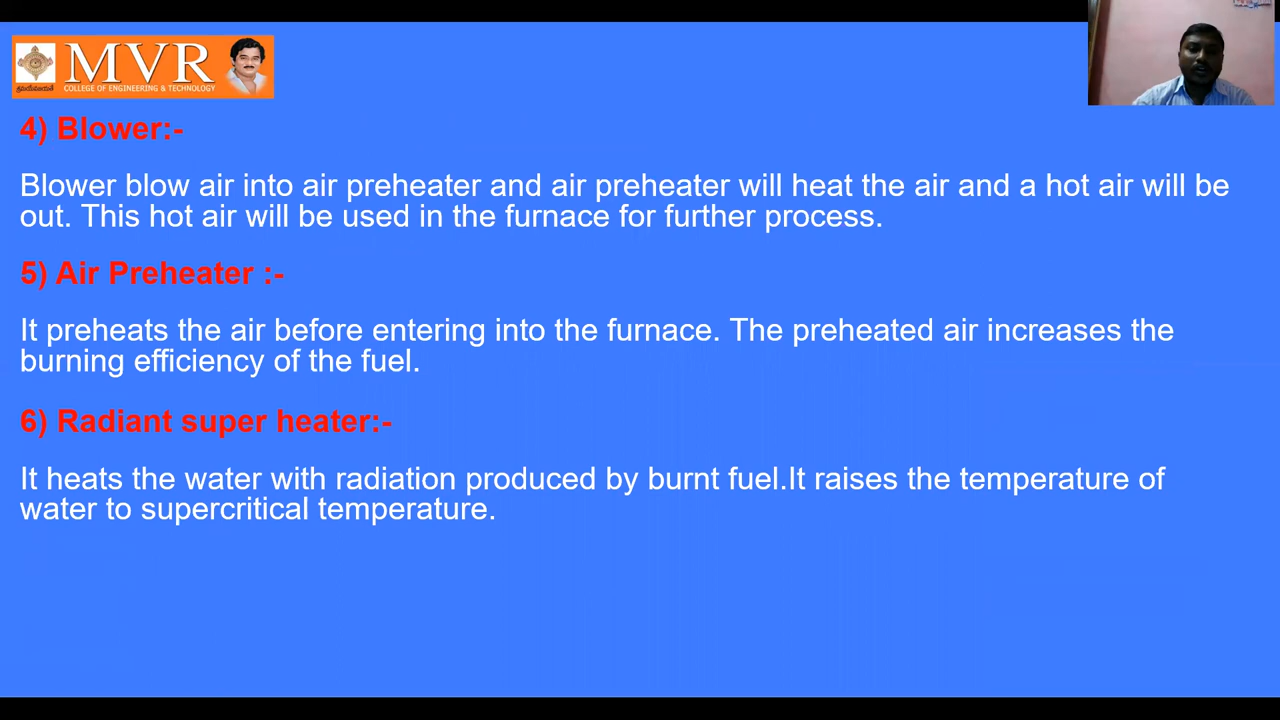 MVR
COLLEGE OF ENGINEERING & TECHNOLOGY
4) Blower:-
Blower blow air into air preheater and air preheater will heat the air and a hot air will be
out. This hot air will be used in the furnace for further process.
5) Air Preheater :-
It preheats the air before entering into the furnace. The preheated air increases the
burning efficiency of the fuel.
6) Radiant super heater:-
It heats the water with radiation produced by burnt fuel.It raises the temperature of
water to supercritical temperature.